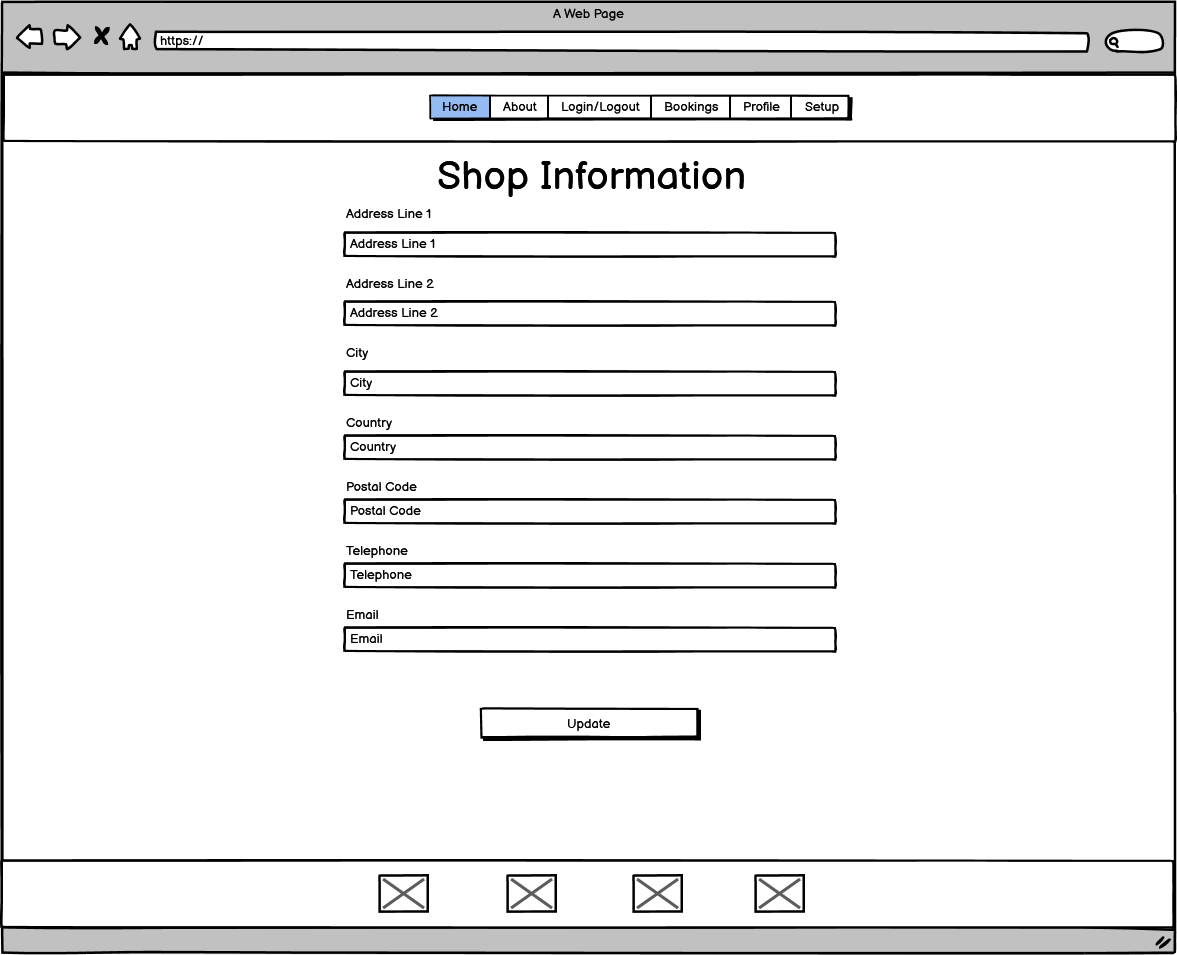 A Web Page
https://
Home About Login/Logout Bookings Profile Setup
Shop Information
Address Line 1
Address Line 1
Address Line 2
Address Line 2
City
City
Country
Country
Postal Code
Postal Code
Telephone
Telephone
Email
Email
Update